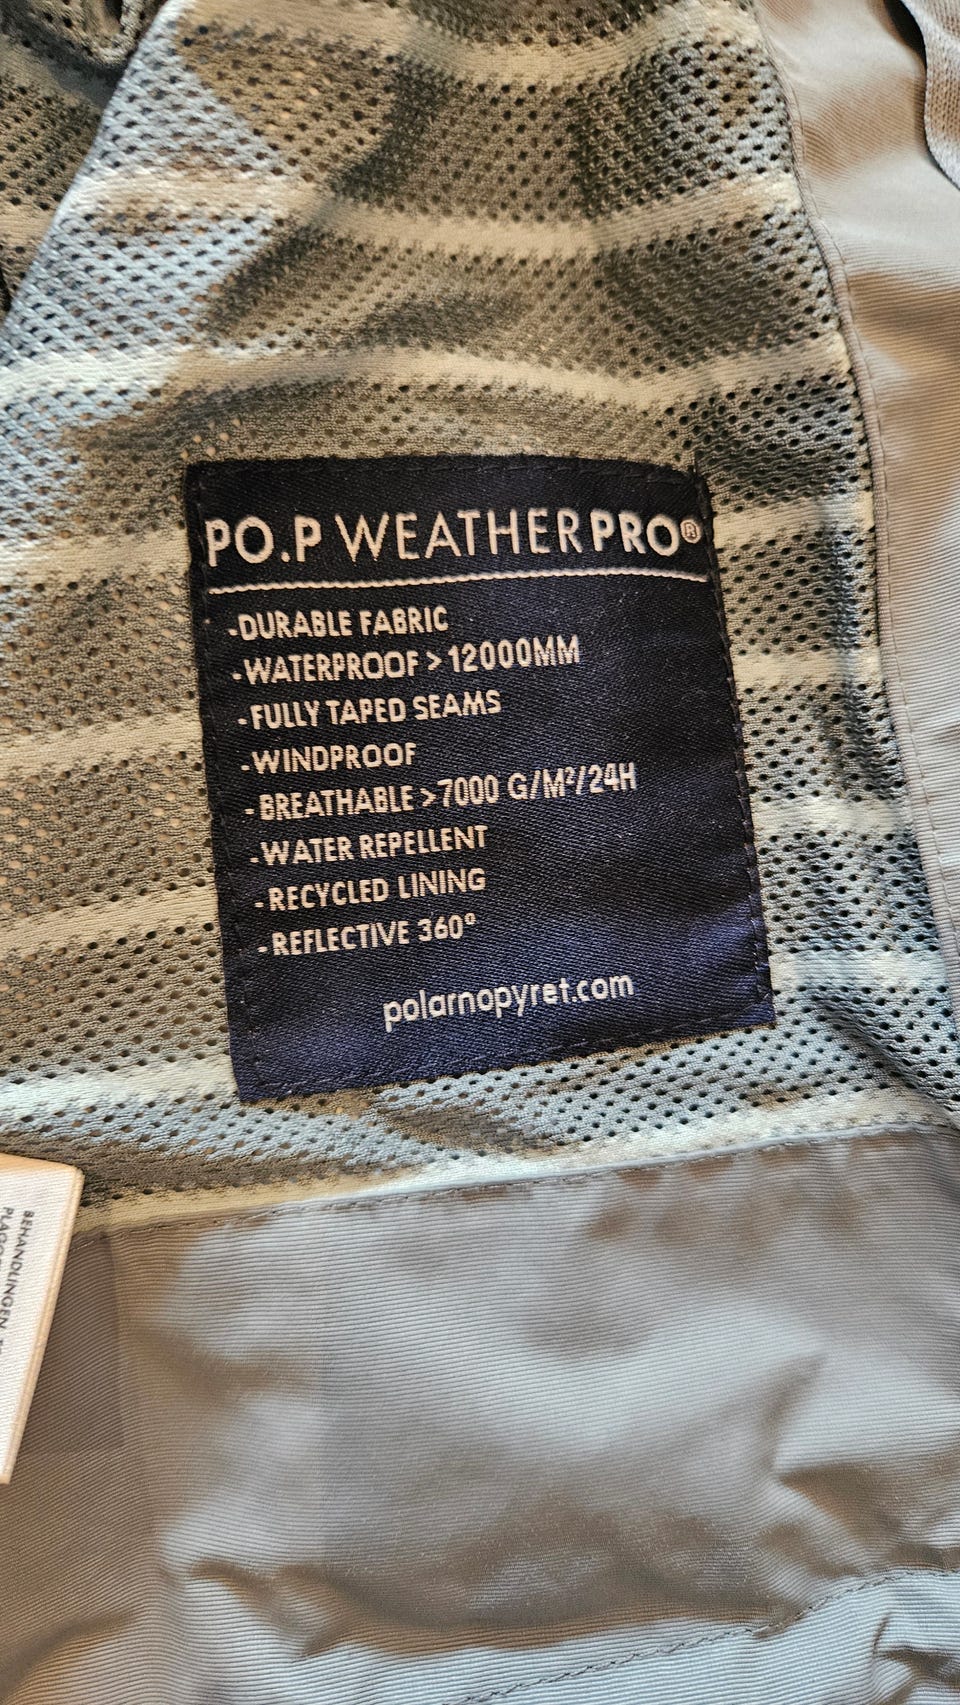 PO.P WEATHERPRO®
-DURABLE FABRIC
-WATERPROOF > 12000MM
-FULLY TAPED SEAMS
-WINDPROOF
-BREATHABLE >7000 G/M²/24H
-WATER REPELLENT
-RECYCLED LINING
-REFLECTIVE 360°
polarnopyret.com
BEHANDLINGEN